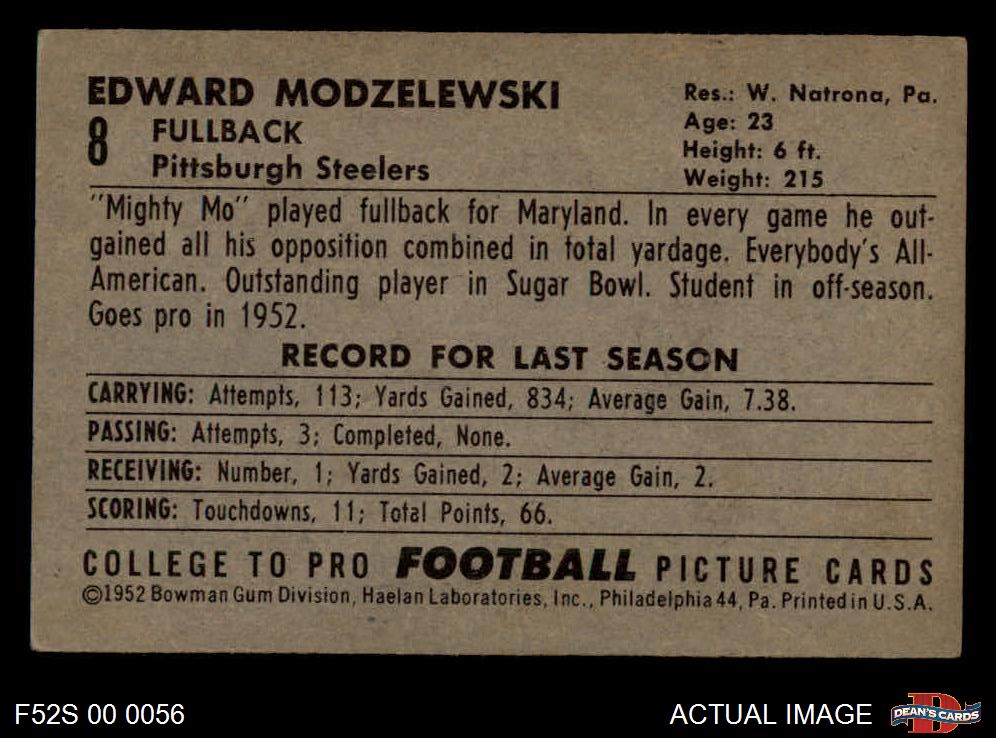 EDWARD MODZELEWSKI
8 FULLBACK
Pittsburgh Steelers
Res.: W. Natrona, Pa.
Age: 23
Height: 6 ft.
Weight: 215
"Mighty Mo" played fullback for Maryland. In every game he out-
gained all his opposition combined in total yardage. Everybody's All-
American. Outstanding player in Sugar Bowl. Student in off-season.
Goes pro in 1952.
RECORD FOR LAST SEASON
CARRYING: Attempts, 113; Yards Gained, 834; Average Gain, 7.38.
PASSING: Attempts, 3; Completed, None.
RECEIVING: Number, 1; Yards Gained, 2; Average Gain, 2.
SCORING: Touchdowns, 11; Total Points, 66.
COLLEGE TO PRO FOOTBALL PICTURE CARDS
©1952 Bowman Gum Division, Haelan Laboratories, Inc., Philadelphia 44, Pa. Printed in U.S.A.
F52S 00 0056
ACTUAL IMAGE
D
DEAN'S CARDS